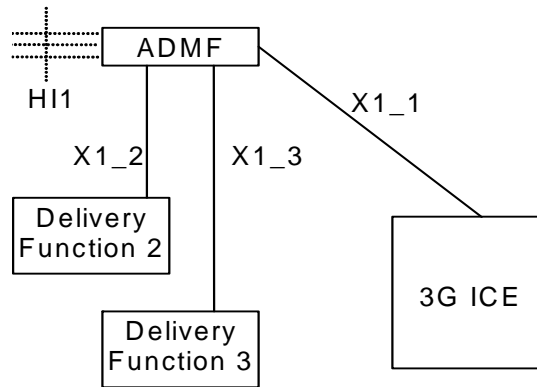 ADMF
HI1
X1_1
X1_2
X1_3
Delivery
Function 2
3G ICE
Delivery
Function 3